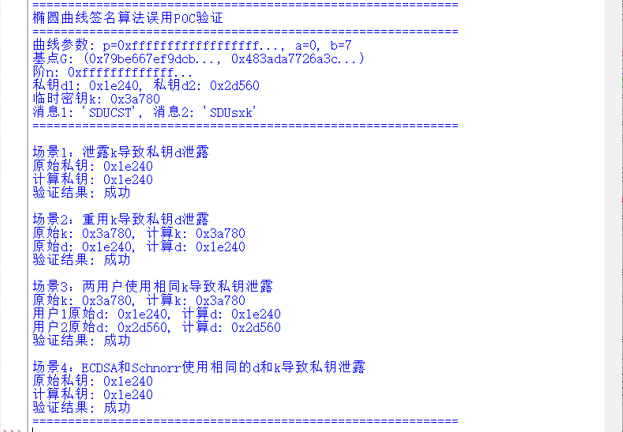 ==================================================
椭圆曲线签名算法误用POC验证
==================================================
曲线参数: p=0xffffffffffffffffff..., a=0, b=7
基点G: (0x79be667ef9dcb..., 0x483ada7726a3c...)
阶n: 0xffffffffffffff...
私钥d1: 0x1e240, 私钥d2: 0x2d560
临时密钥k: 0x3a780
消息1: 'SDUCST', 消息2: 'SDUsxk'
==================================================
场景1: 泄露k导致私钥d泄露
原始私钥: 0x1e240
计算私钥: 0x1e240
验证结果: 成功
场景2: 重用k导致私钥d泄露
原始k: 0x3a780, 计算k: 0x3a780
原始d: 0x1e240, 计算d: 0x1e240
验证结果: 成功
场景3: 两用户使用相同k导致私钥泄露
原始k: 0x3a780, 计算k: 0x3a780
用户1原始d: 0x1e240, 计算d: 0x1e240
用户2原始d: 0x2d560, 计算d: 0x2d560
验证结果: 成功
场景4: ECDSA和Schnorr使用相同的d和k导致私钥泄露
原始私钥: 0x1e240
计算私钥: 0x1e240
验证结果: 成功
==================================================
>>>